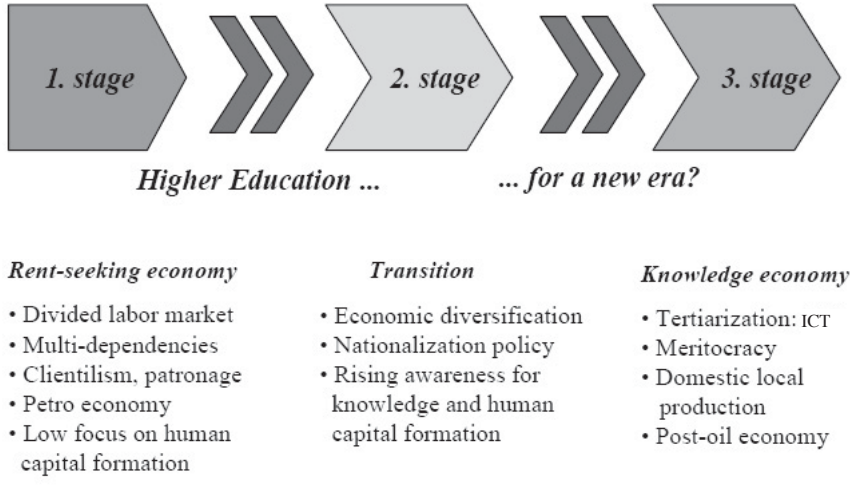 1. stage
2. stage
3. stage
Higher Education ...
... for a new era?
Rent-seeking economy
• Divided labor market
• Multi-dependencies
• Clientilism, patronage
• Petro economy
• Low focus on human
capital formation
Transition
• Economic diversification
• Nationalization policy
• Rising awareness for
knowledge and human
capital formation
Knowledge economy
• Tertiarization: ICT
• Meritocracy
• Domestic local
production
• Post-oil economy